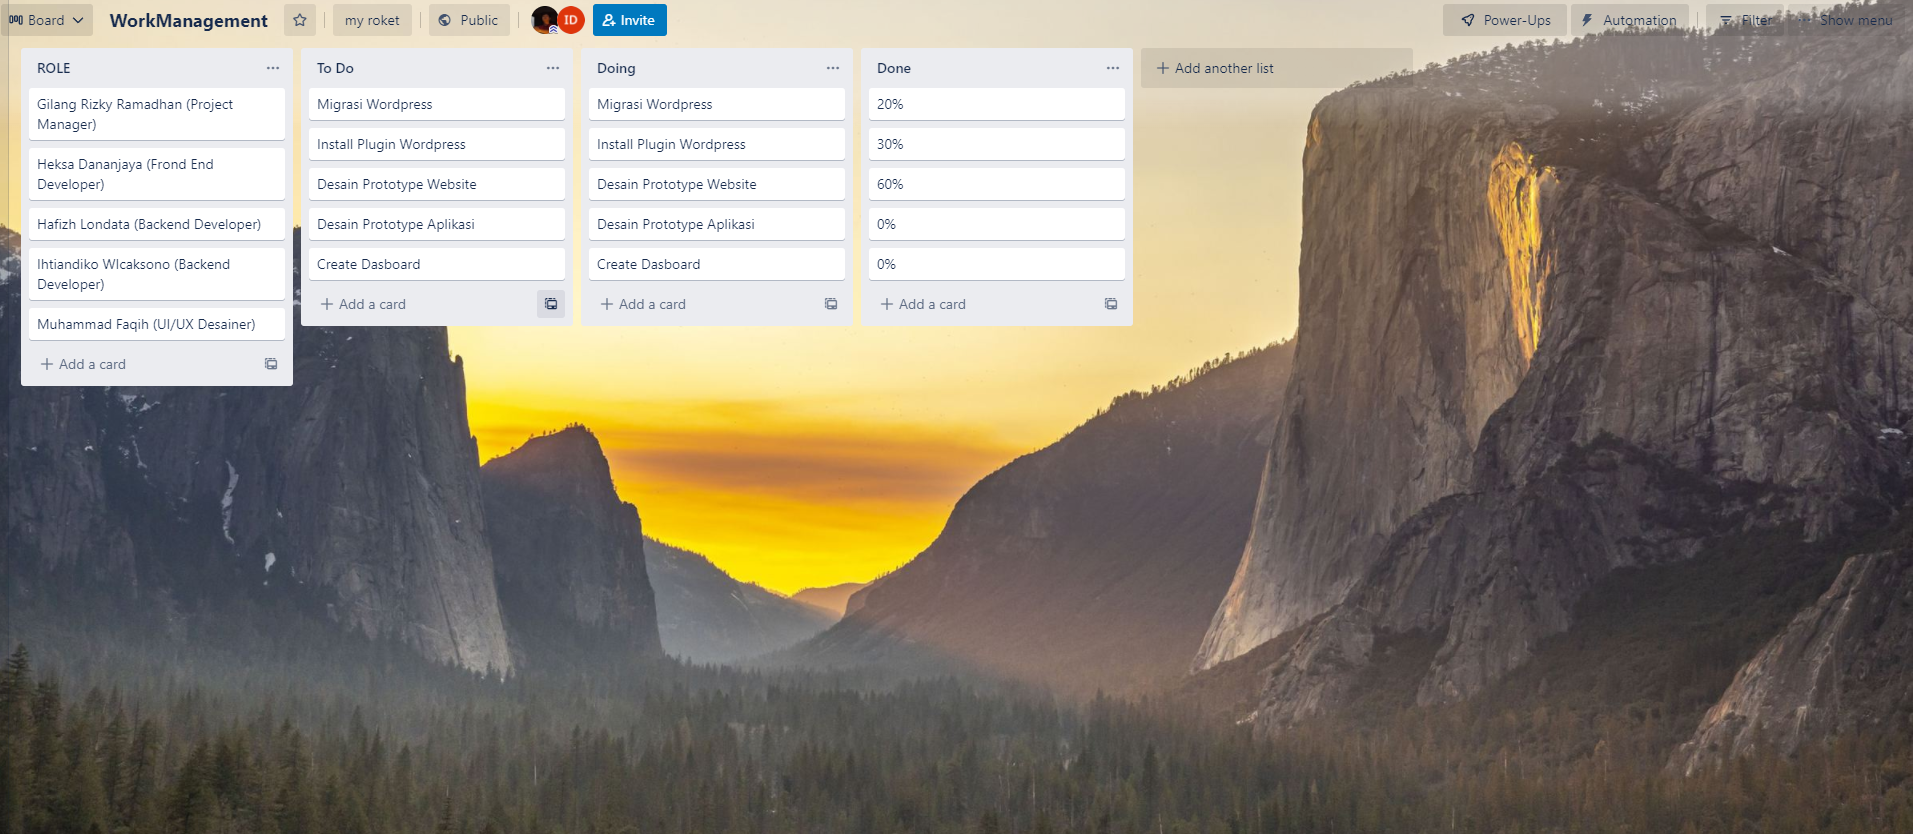 Board
WorkManagement
my roket
Public
ID
Invite
Power-Ups
Automation
Filter
Show menu
ROLE
Gilang Rizky Ramadhan (Project
Manager)
Heksa Dananjaya (Frond End
Developer)
Hafizh Londata (Backend Developer)
Ihtiandiko WIcaksono (Backend
Developer)
Muhammad Faqih (UI/UX Desainer)
Add a card
To Do
Migrasi Wordpress
Install Plugin Wordpress
Desain Prototype Website
Desain Prototype Aplikasi
Create Dasboard
Add a card
Doing
Migrasi Wordpress
Install Plugin Wordpress
Desain Prototype Website
Desain Prototype Aplikasi
Create Dasboard
Add a card
Done
20%
30%
60%
0%
0%
Add a card
Add another list